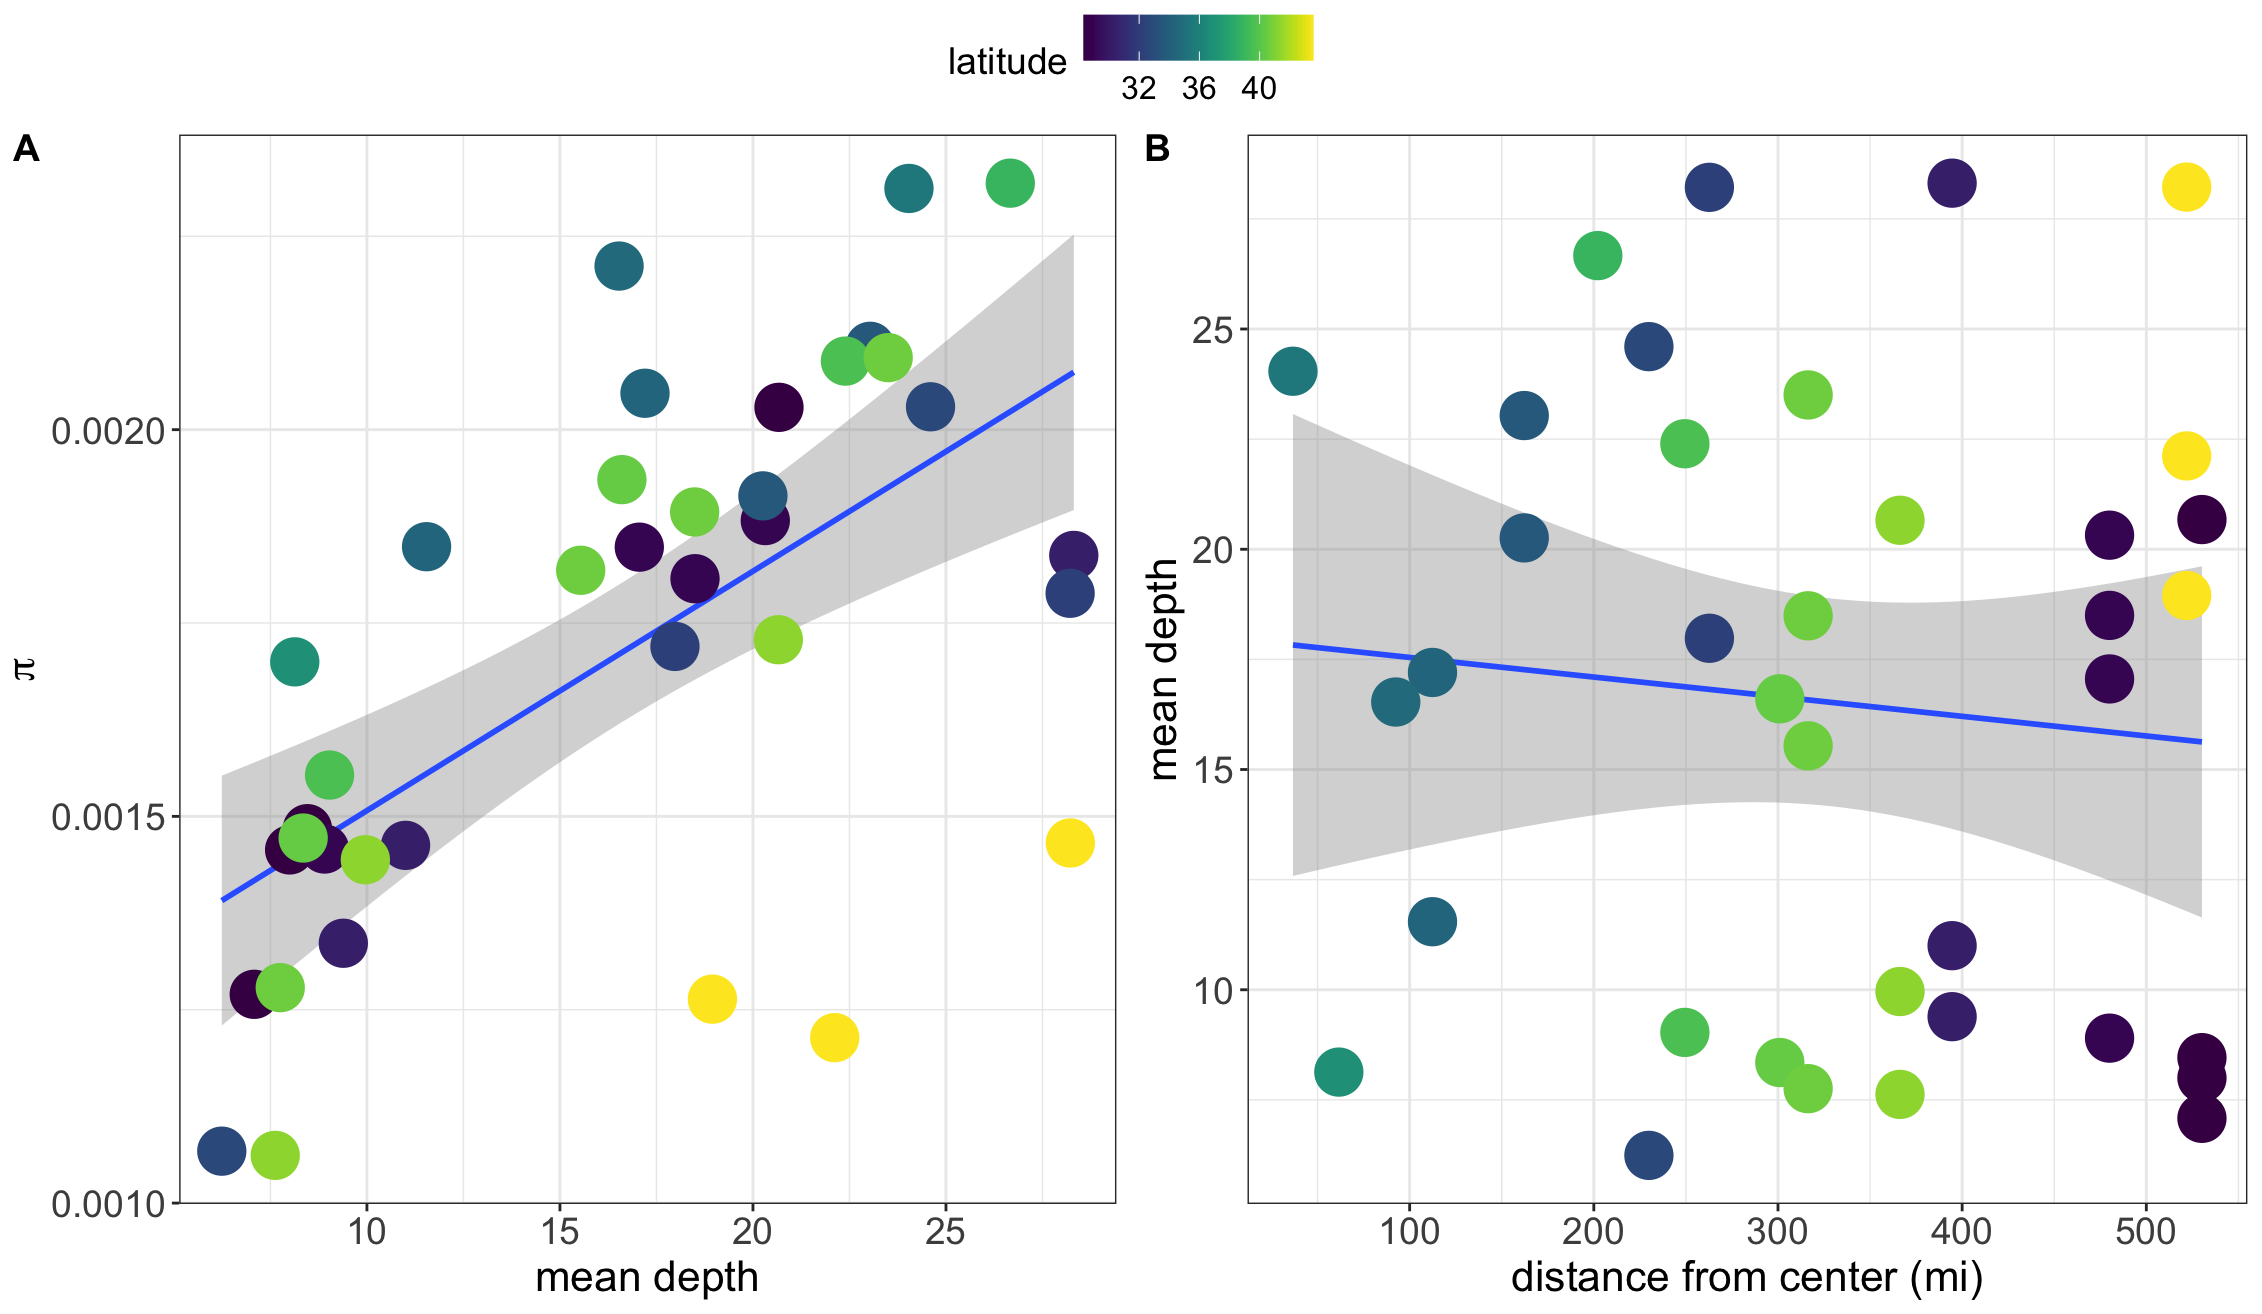 latitude
32 36 40
A
B
0.0020
0.0015
0.0010
π
10 15 20 25
mean depth
25
20
15
10
mean depth
100 200 300 400 500
distance from center (mi)